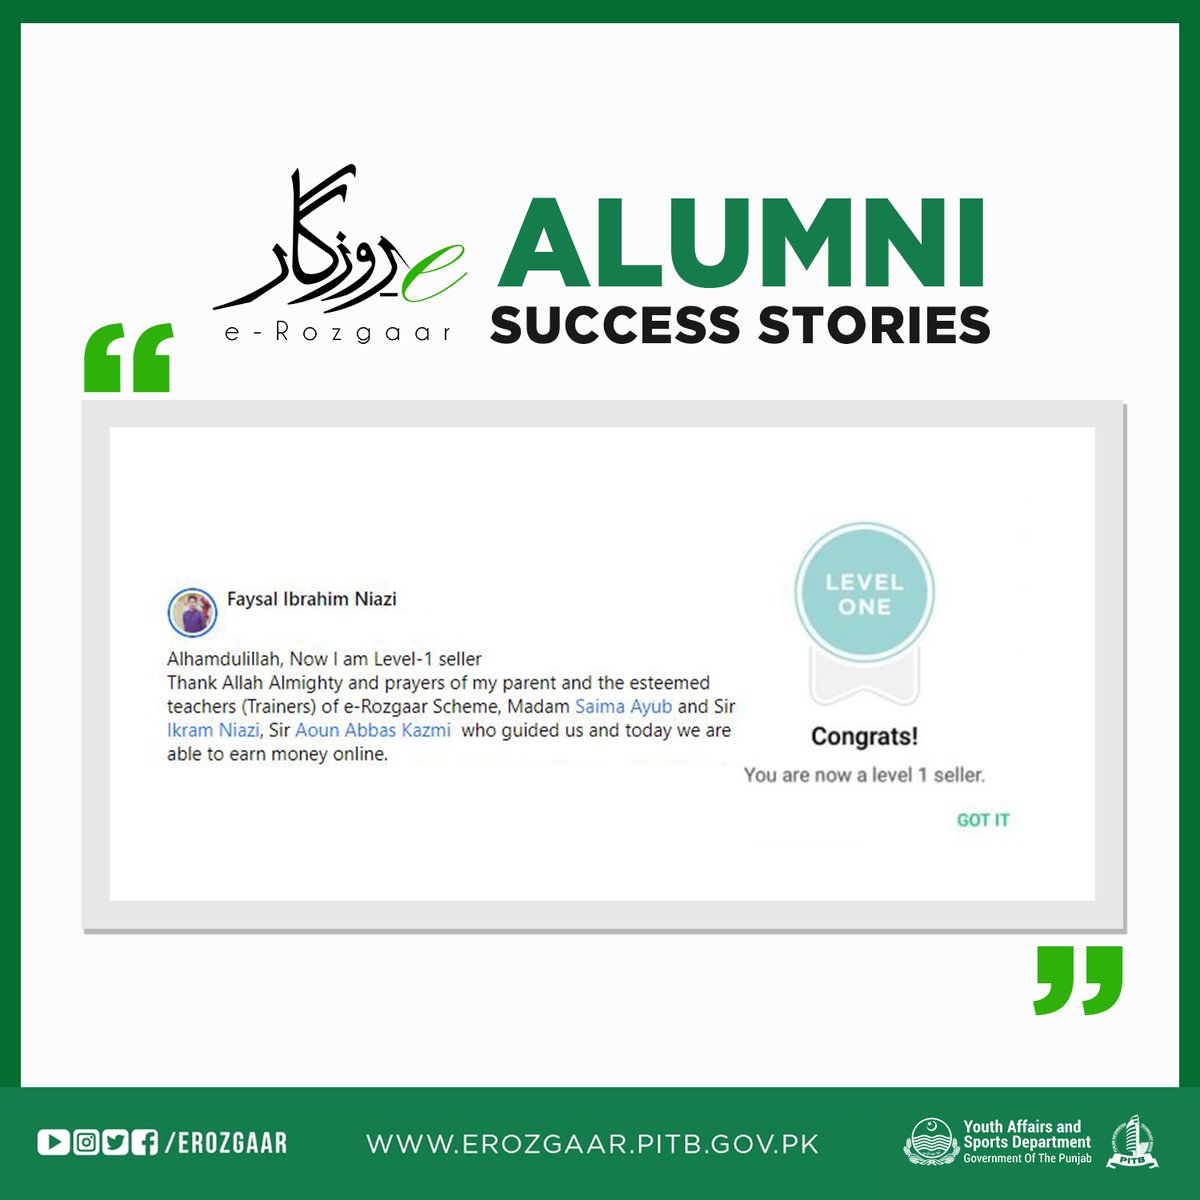 روزگار e
e-Rozgaar
ALUMNI
SUCCESS STORIES
Faysal Ibrahim Niazi
Alhamdulillah, Now I am Level-1 seller
Thank Allah Almighty and prayers of my parent and the esteemed
teachers (Trainers) of e-Rozgaar Scheme, Madam Saima Ayub and Sir
Ikram Niazi, Sir Aoun Abbas Kazmi who guided us and today we are
able to earn money online.
LEVEL
ONE
Congrats!
You are now a level 1 seller.
GOT IT
/EROZGAAR
WWW.EROZGAAR.PITB.GOV.PK
Youth Affairs and
Sports Department
Government Of The Punjab
PITB